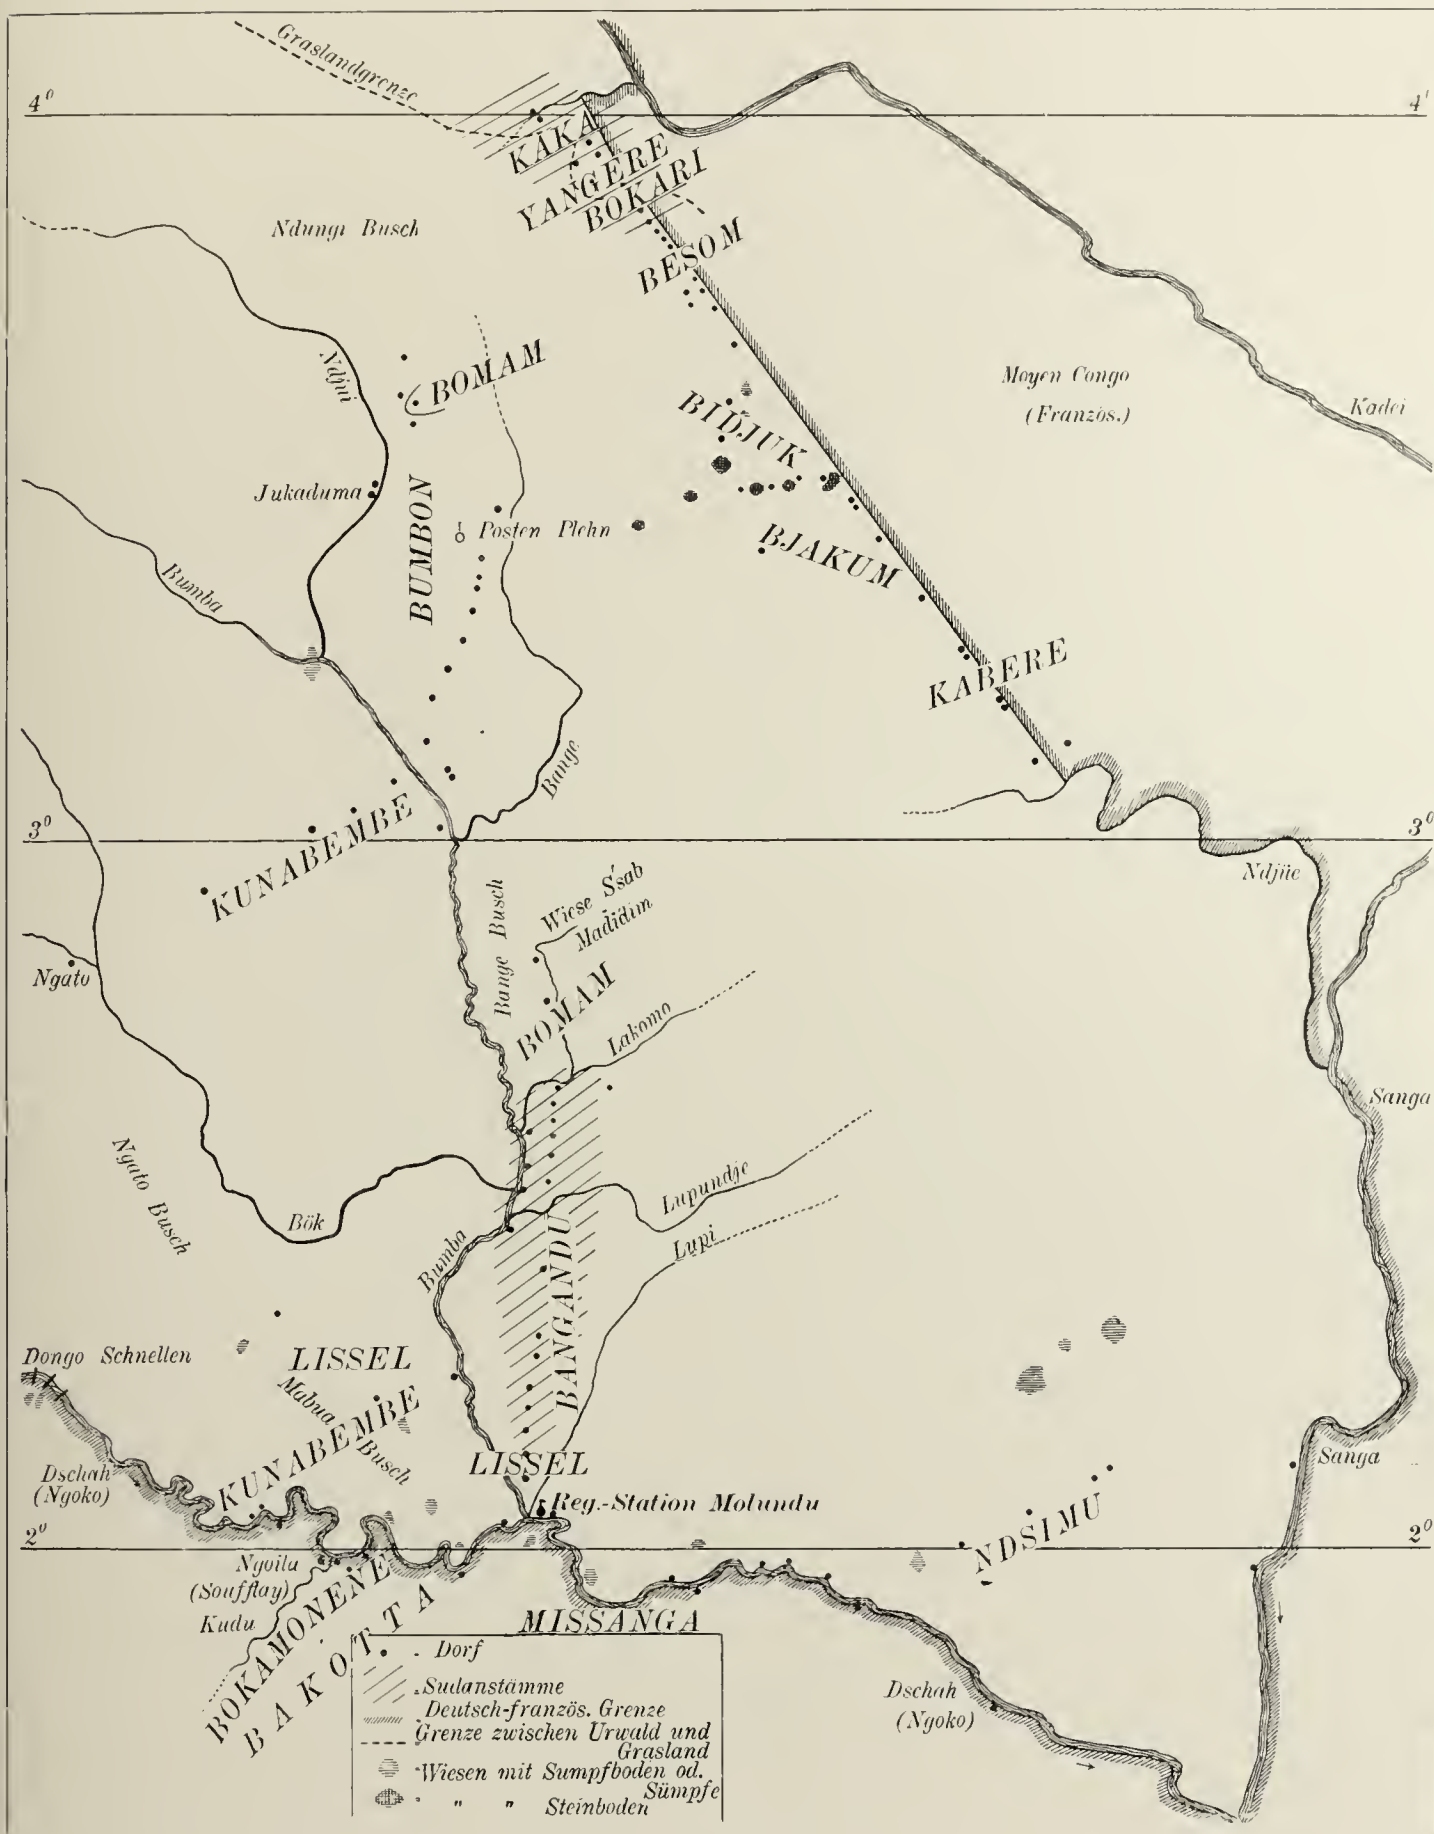 Graslandgrenze
4°
4'
KAKA
YANGERE
BOKARI
Ndungi Busch
BESOM
Ndjui
BOMAM
Moyen Congo
(Französ.)
Kadei
BIDJUK
Jukaduma
BUMBON
Posten Plehn
BJAKUM
Bumba
KABERE
Bange
3°
3°
KUNABEMBE
Ndjüe
Bange Busch
Wiese S'sab
Madidim
Ngato
BOMAM
Lakomo
Sanga
Ngato Busch
Lupundje
Bök
Lupi
Bumba
BANGANDU
Dongo Schnellen
LISSEL
Mabua
Busch
KUNABEMBE
Sanga
LISSEL
Dschah
(Ngoko)
Reg.-Station Molundu
2°
2°
NDSIMU
Ngoila
(Soufflay)
Kudu
BOKAMONENE
BAKOTTA
MISSANGA
Dorf
Sudanstämme
Deutsch-französ. Grenze
Grenze zwischen Urwald und
Grasland
Wiesen mit Sumpfboden od.
Sümpfe
" " Steinboden
Dschah
(Ngoko)